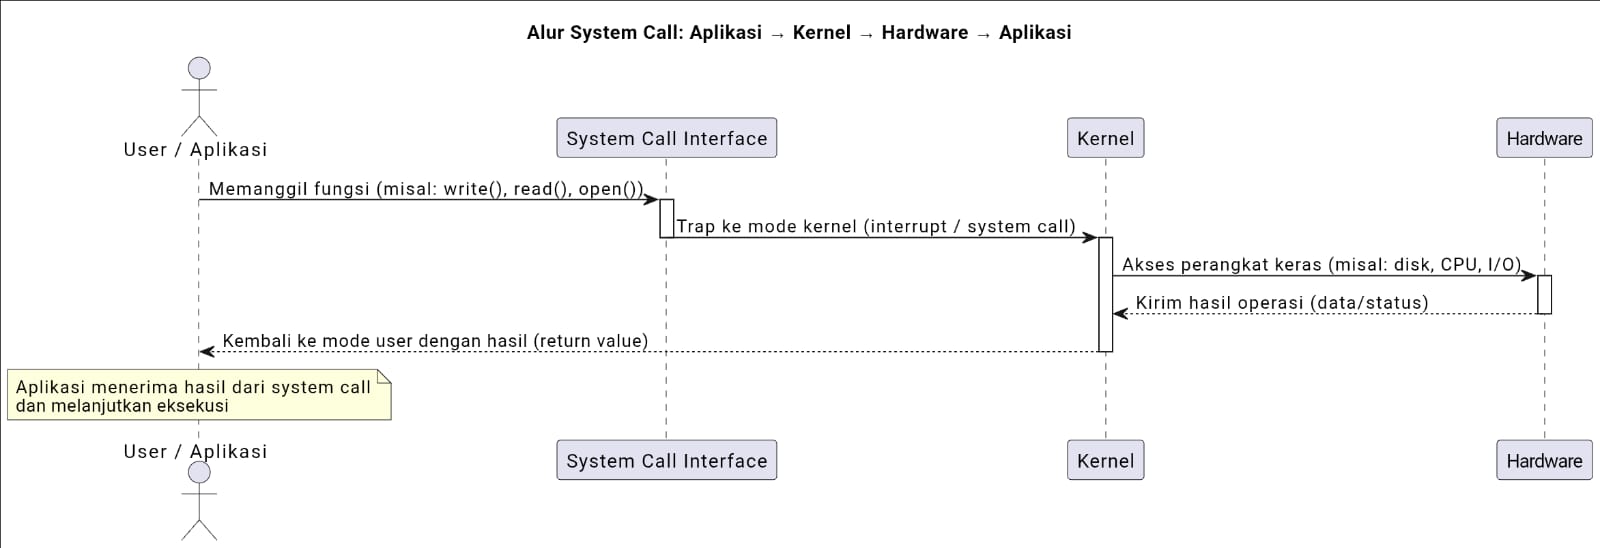 Alur System Call: Aplikasi → Kernel → Hardware → Aplikasi
User / Aplikasi
System Call Interface
Kernel
Hardware
Memanggil fungsi (misal: write(), read(), open())
Trap ke mode kernel (interrupt / system call)
Akses perangkat keras (misal: disk, CPU, I/O)
Kirim hasil operasi (data/status)
Kembali ke mode user dengan hasil (return value)
Aplikasi menerima hasil dari system call
dan melanjutkan eksekusi
User / Aplikasi
System Call Interface
Kernel
Hardware